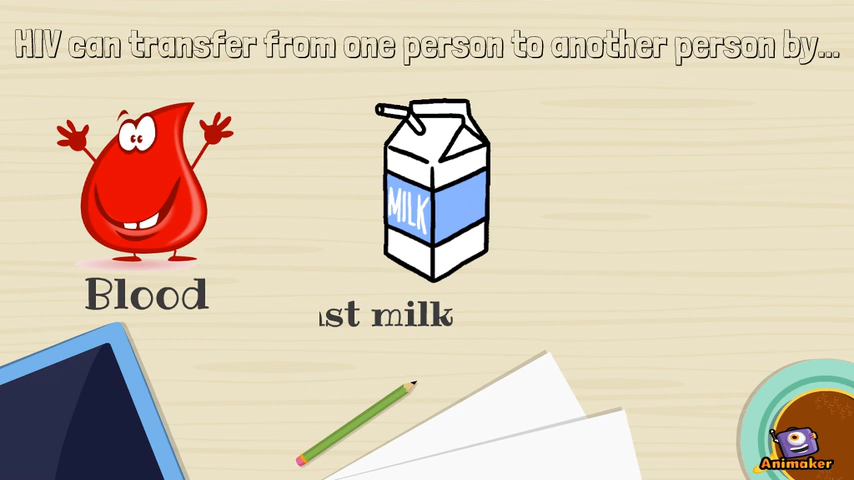 HIV can transfer from one person to another person by...
MILK
Blood
st milk
Animaker